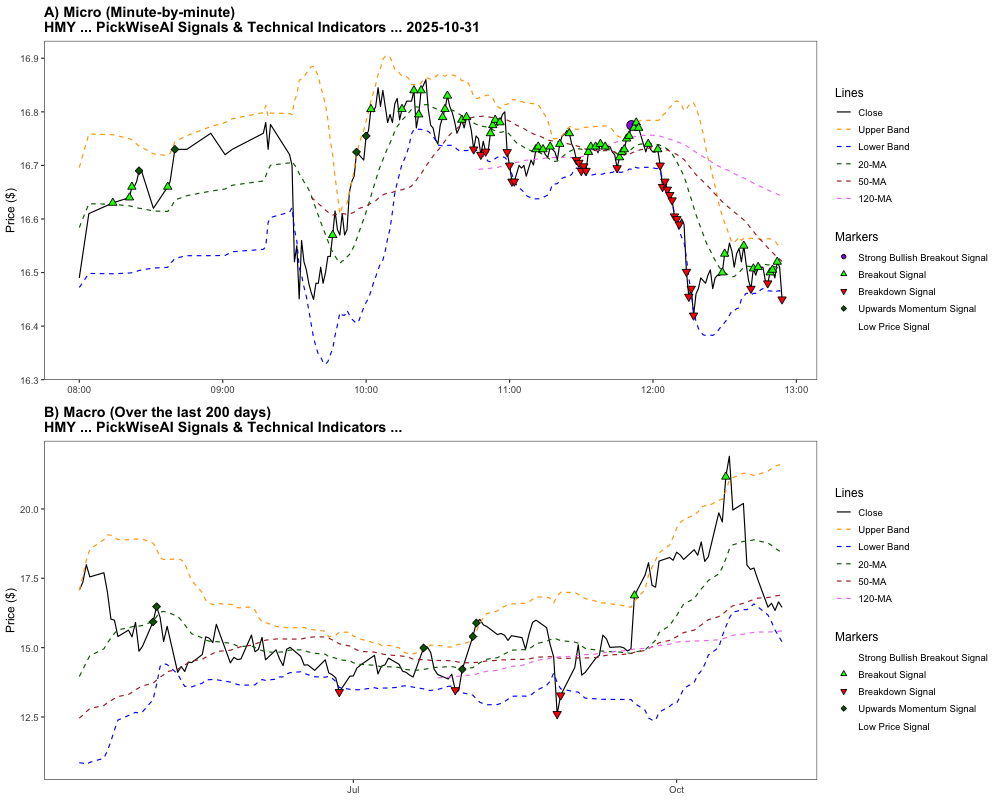 A) Micro (Minute-by-minute)
HMY ... PickWiseAI Signals & Technical Indicators ... 2025-10-31
Price ($)
16.9
16.8
16.7
16.6
16.5
16.4
16.3
08:00
09:00
10:00
11:00
12:00
13:00
Lines
Close
Upper Band
Lower Band
20-MA
50-MA
120-MA
Markers
Strong Bullish Breakout Signal
Breakout Signal
Breakdown Signal
Upwards Momentum Signal
Low Price Signal
B) Macro (Over the last 200 days)
HMY ... PickWiseAI Signals & Technical Indicators ...
Price ($)
20.0
17.5
15.0
12.5
Jul
Oct
Lines
Close
Upper Band
Lower Band
20-MA
50-MA
120-MA
Markers
Strong Bullish Breakout Signal
Breakout Signal
Breakdown Signal
Upwards Momentum Signal
Low Price Signal